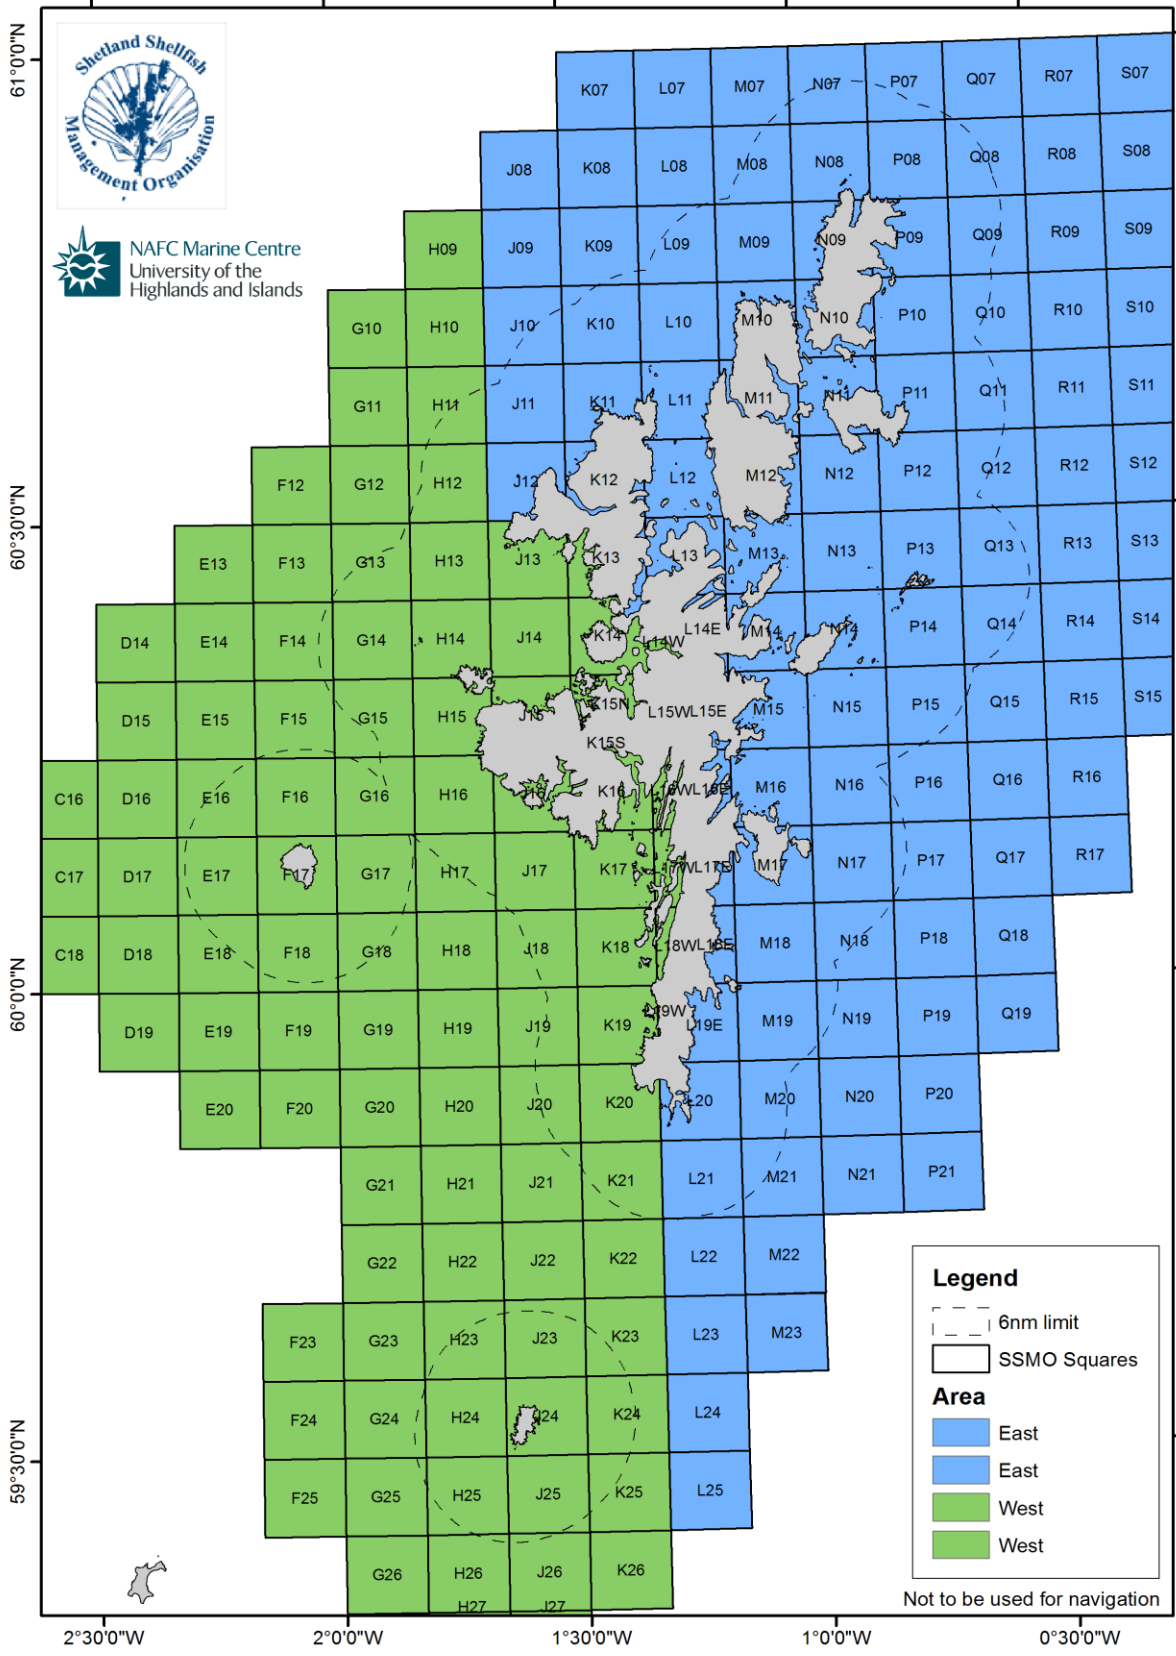 Shetland Shellfish
Management Organisation
NAFC Marine Centre
University of the
Highlands and Islands
61°0'0"N
60°30'0"N
60°0'0"N
59°30'0"N
K07 L07 M07 N07 P07 Q07 R07 S07
J08 K08 L08 M08 N08 P08 Q08 R08 S08
H09 J09 K09 L09 M09 N09 P09 Q09 R09 S09
G10 H10 J10 K10 L10 M10 N10 P10 Q10 R10 S10
G11 H11 J11 K11 L11 M11 N11 P11 Q11 R11 S11
F12 G12 H12 J12 K12 L12 M12 N12 P12 Q12 R12 S12
E13 F13 G13 H13 J13 K13 L13 M13 N13 P13 Q13 R13 S13
D14 E14 F14 G14 H14 J14 K14 L14W L14E M14 N14 P14 Q14 R14 S14
D15 E15 F15 G15 H15 J15 K15N L15W L15E M15 N15 P15 Q15 R15 S15
K15S
C16 D16 E16 F16 G16 H16 J16 K16 L16W L16E M16 N16 P16 Q16 R16
C17 D17 E17 F17 G17 H17 J17 K17 L17W L17E M17 N17 P17 Q17 R17
C18 D18 E18 F18 G18 H18 J18 K18 L18W L18E M18 N18 P18 Q18
D19 E19 F19 G19 H19 J19 K19 L19W L19E M19 N19 P19 Q19
E20 F20 G20 H20 J20 K20 L20 M20 N20 P20
G21 H21 J21 K21 L21 M21 N21 P21
G22 H22 J22 K22 L22 M22
F23 G23 H23 J23 K23 L23 M23
F24 G24 H24 J24 K24 L24
F25 G25 H25 J25 K25 L25
G26 H26 J26 K26
H27 J27
Legend
6nm limit
SSMO Squares
Area
East
East
West
West
Not to be used for navigation
2°30'0"W 2°0'0"W 1°30'0"W 1°0'0"W 0°30'0"W